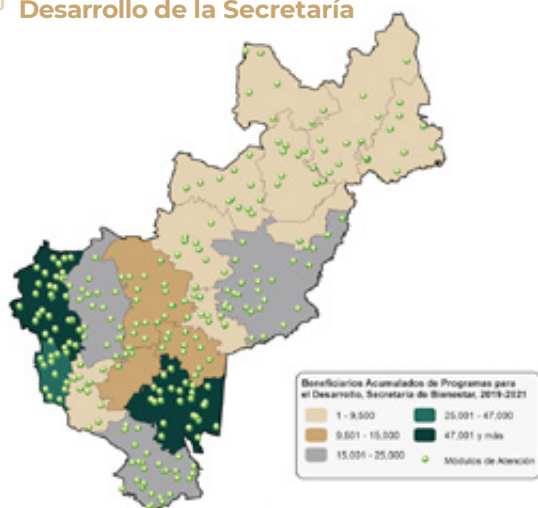 Desarrollo de la Secretaría
Beneficiarios Acumulados de Programas para
el Desarrollo, Secretaría de Bienestar, 2019-2021
1 - 9,500
9,501 - 15,000
15,001 - 25,000
25,001 - 47,000
47,001 y más
Módulos de Atención